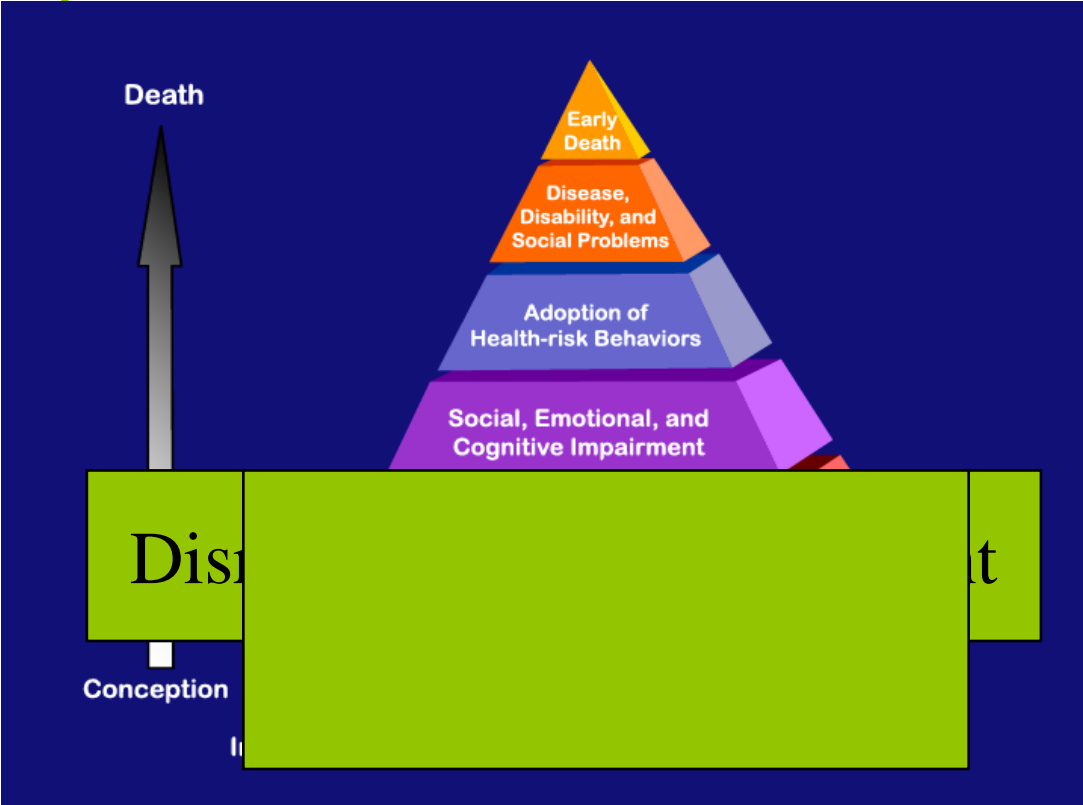 Death
Early
Death
Disease,
Disability, and
Social Problems
Adoption of
Health-risk Behaviors
Social, Emotional, and
Cognitive Impairment
Conception